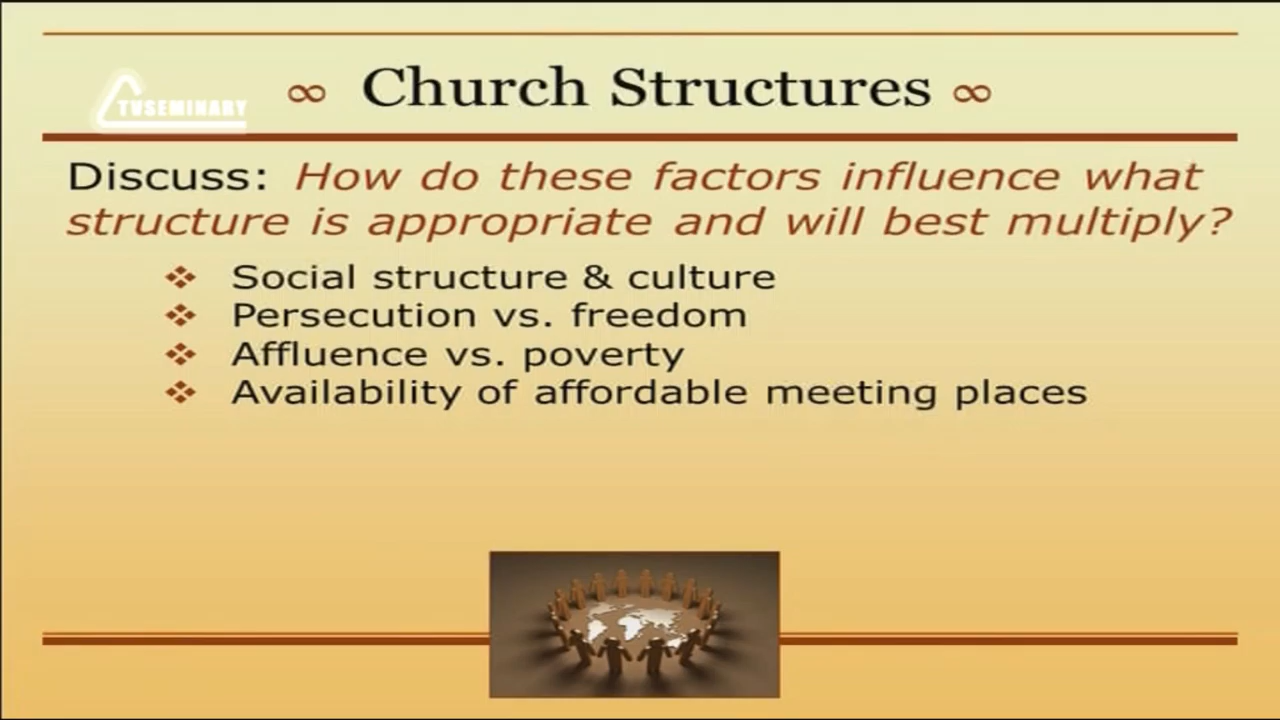 ∞ Church Structures ∞
TVSEMINARY
Discuss: How do these factors influence what
structure is appropriate and will best multiply?
❖ Social structure & culture
❖ Persecution vs. freedom
❖ Affluence vs. poverty
❖ Availability of affordable meeting places